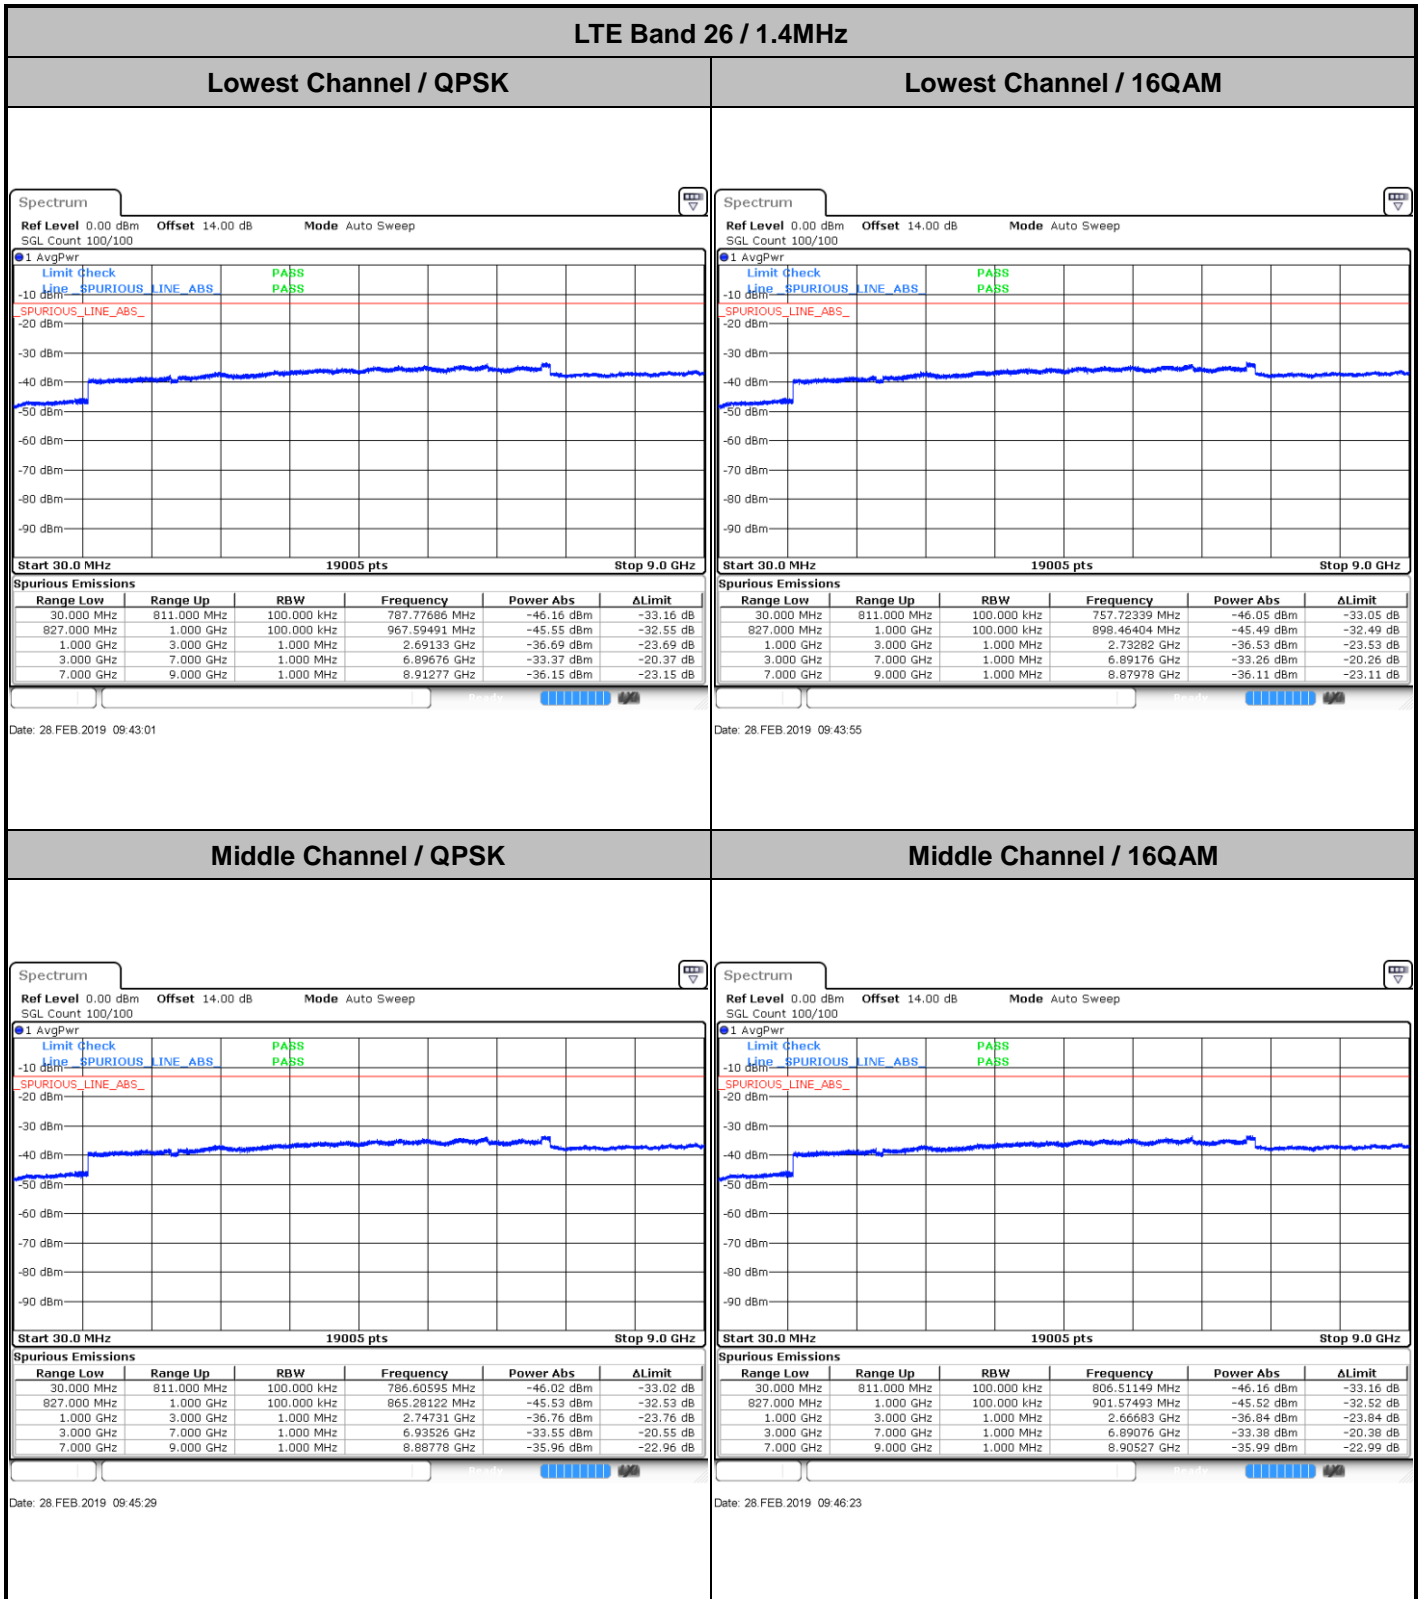 LTE Band 26 / 1.4MHz
Lowest Channel / QPSK
Lowest Channel / 16QAM
Spectrum
Ref Level 0.00 dBm Offset 14.00 dB Mode Auto Sweep
SGL Count 100/100
1 AvgPwr
Limit Check PASS
Line _SPURIOUS_LINE_ABS_ PASS
-10 dBm
_SPURIOUS_LINE_ABS_
-20 dBm
-30 dBm
-40 dBm
-50 dBm
-60 dBm
-70 dBm
-80 dBm
-90 dBm
Start 30.0 MHz 19005 pts Stop 9.0 GHz
Spurious Emissions
Range Low Range Up RBW Frequency Power Abs ΔLimit
30.000 MHz 811.000 MHz 100.000 kHz 787.77686 MHz -46.16 dBm -33.16 dB
827.000 MHz 1.000 GHz 100.000 kHz 967.59491 MHz -45.55 dBm -32.55 dB
1.000 GHz 3.000 GHz 1.000 MHz 2.69133 GHz -36.69 dBm -23.69 dB
3.000 GHz 7.000 GHz 1.000 MHz 6.89676 GHz -33.37 dBm -20.37 dB
7.000 GHz 9.000 GHz 1.000 MHz 8.91277 GHz -36.15 dBm -23.15 dB
Date: 28.FEB.2019 09:43:01
Spectrum
Ref Level 0.00 dBm Offset 14.00 dB Mode Auto Sweep
SGL Count 100/100
1 AvgPwr
Limit Check PASS
Line _SPURIOUS_LINE_ABS_ PASS
-10 dBm
_SPURIOUS_LINE_ABS_
-20 dBm
-30 dBm
-40 dBm
-50 dBm
-60 dBm
-70 dBm
-80 dBm
-90 dBm
Start 30.0 MHz 19005 pts Stop 9.0 GHz
Spurious Emissions
Range Low Range Up RBW Frequency Power Abs ΔLimit
30.000 MHz 811.000 MHz 100.000 kHz 757.72339 MHz -46.05 dBm -33.05 dB
827.000 MHz 1.000 GHz 100.000 kHz 898.46404 MHz -45.49 dBm -32.49 dB
1.000 GHz 3.000 GHz 1.000 MHz 2.73282 GHz -36.53 dBm -23.53 dB
3.000 GHz 7.000 GHz 1.000 MHz 6.89176 GHz -33.26 dBm -20.26 dB
7.000 GHz 9.000 GHz 1.000 MHz 8.87978 GHz -36.11 dBm -23.11 dB
Date: 28.FEB.2019 09:43:55
Middle Channel / QPSK
Middle Channel / 16QAM
Spectrum
Ref Level 0.00 dBm Offset 14.00 dB Mode Auto Sweep
SGL Count 100/100
1 AvgPwr
Limit Check PASS
Line _SPURIOUS_LINE_ABS_ PASS
-10 dBm
_SPURIOUS_LINE_ABS_
-20 dBm
-30 dBm
-40 dBm
-50 dBm
-60 dBm
-70 dBm
-80 dBm
-90 dBm
Start 30.0 MHz 19005 pts Stop 9.0 GHz
Spurious Emissions
Range Low Range Up RBW Frequency Power Abs ΔLimit
30.000 MHz 811.000 MHz 100.000 kHz 786.60595 MHz -46.02 dBm -33.02 dB
827.000 MHz 1.000 GHz 100.000 kHz 865.28122 MHz -45.53 dBm -32.53 dB
1.000 GHz 3.000 GHz 1.000 MHz 2.74731 GHz -36.76 dBm -23.76 dB
3.000 GHz 7.000 GHz 1.000 MHz 6.93526 GHz -33.55 dBm -20.55 dB
7.000 GHz 9.000 GHz 1.000 MHz 8.88778 GHz -35.96 dBm -22.96 dB
Date: 28.FEB.2019 09:45:29
Spectrum
Ref Level 0.00 dBm Offset 14.00 dB Mode Auto Sweep
SGL Count 100/100
1 AvgPwr
Limit Check PASS
Line _SPURIOUS_LINE_ABS_ PASS
-10 dBm
_SPURIOUS_LINE_ABS_
-20 dBm
-30 dBm
-40 dBm
-50 dBm
-60 dBm
-70 dBm
-80 dBm
-90 dBm
Start 30.0 MHz 19005 pts Stop 9.0 GHz
Spurious Emissions
Range Low Range Up RBW Frequency Power Abs ΔLimit
30.000 MHz 811.000 MHz 100.000 kHz 806.51149 MHz -46.16 dBm -33.16 dB
827.000 MHz 1.000 GHz 100.000 kHz 901.57493 MHz -45.52 dBm -32.52 dB
1.000 GHz 3.000 GHz 1.000 MHz 2.66683 GHz -36.84 dBm -23.84 dB
3.000 GHz 7.000 GHz 1.000 MHz 6.89076 GHz -33.38 dBm -20.38 dB
7.000 GHz 9.000 GHz 1.000 MHz 8.90527 GHz -35.99 dBm -22.99 dB
Date: 28.FEB.2019 09:46:23